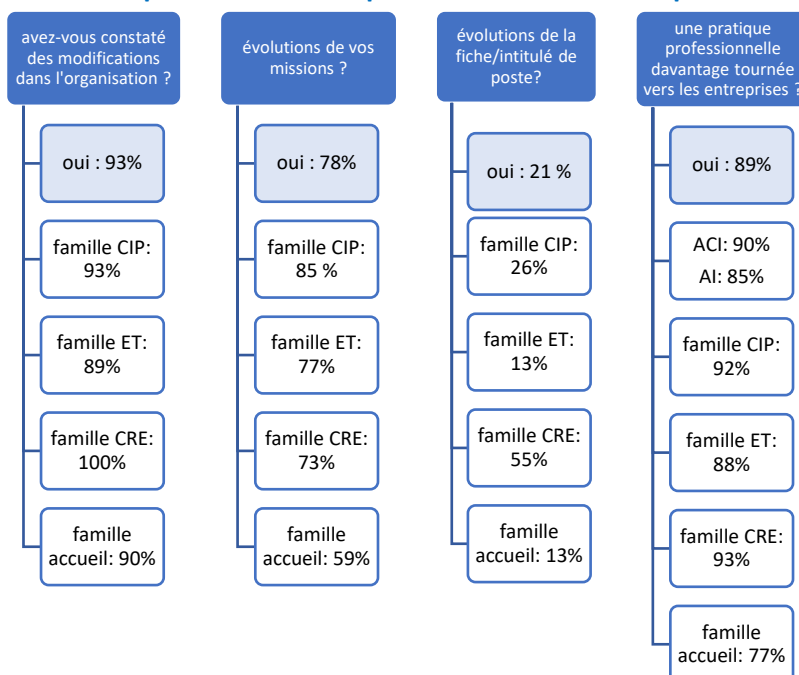 avez-vous constaté
des modifications
dans l'organisation ?
oui : 93%
famille CIP:
93%
famille ET:
89%
famille CRE:
100%
famille
accueil: 90%
évolutions de vos
missions ?
oui : 78%
famille CIP:
85 %
famille ET:
77%
famille CRE:
73%
famille
accueil: 59%
évolutions de la
fiche/intitulé de
poste?
oui : 21 %
famille CIP:
26%
famille ET:
13%
famille CRE:
55%
famille
accueil: 13%
une pratique
professionnelle
davantage tournée
vers les entreprises ?
oui : 89%
ACI: 90%
AI: 85%
famille CIP:
92%
famille ET:
88%
famille CRE:
93%
famille
accueil: 77%